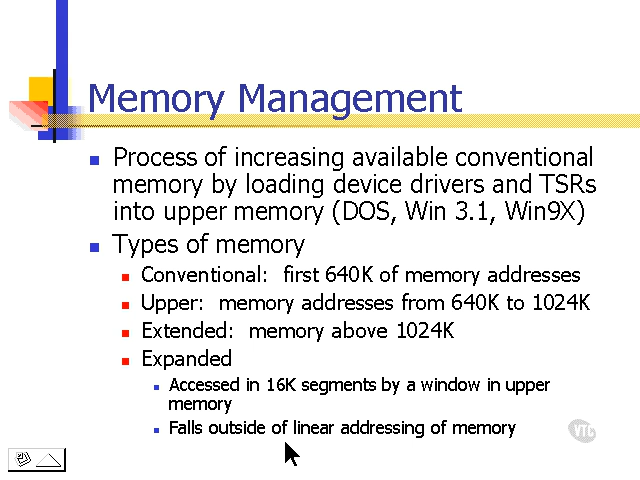 Memory Management
Process of increasing available conventional
memory by loading device drivers and TSRs
into upper memory (DOS, Win 3.1, Win9X)
Types of memory
Conventional: first 640K of memory addresses
Upper: memory addresses from 640K to 1024K
Extended: memory above 1024K
Expanded
Accessed in 16K segments by a window in upper
memory
Falls outside of linear addressing of memory
VTC